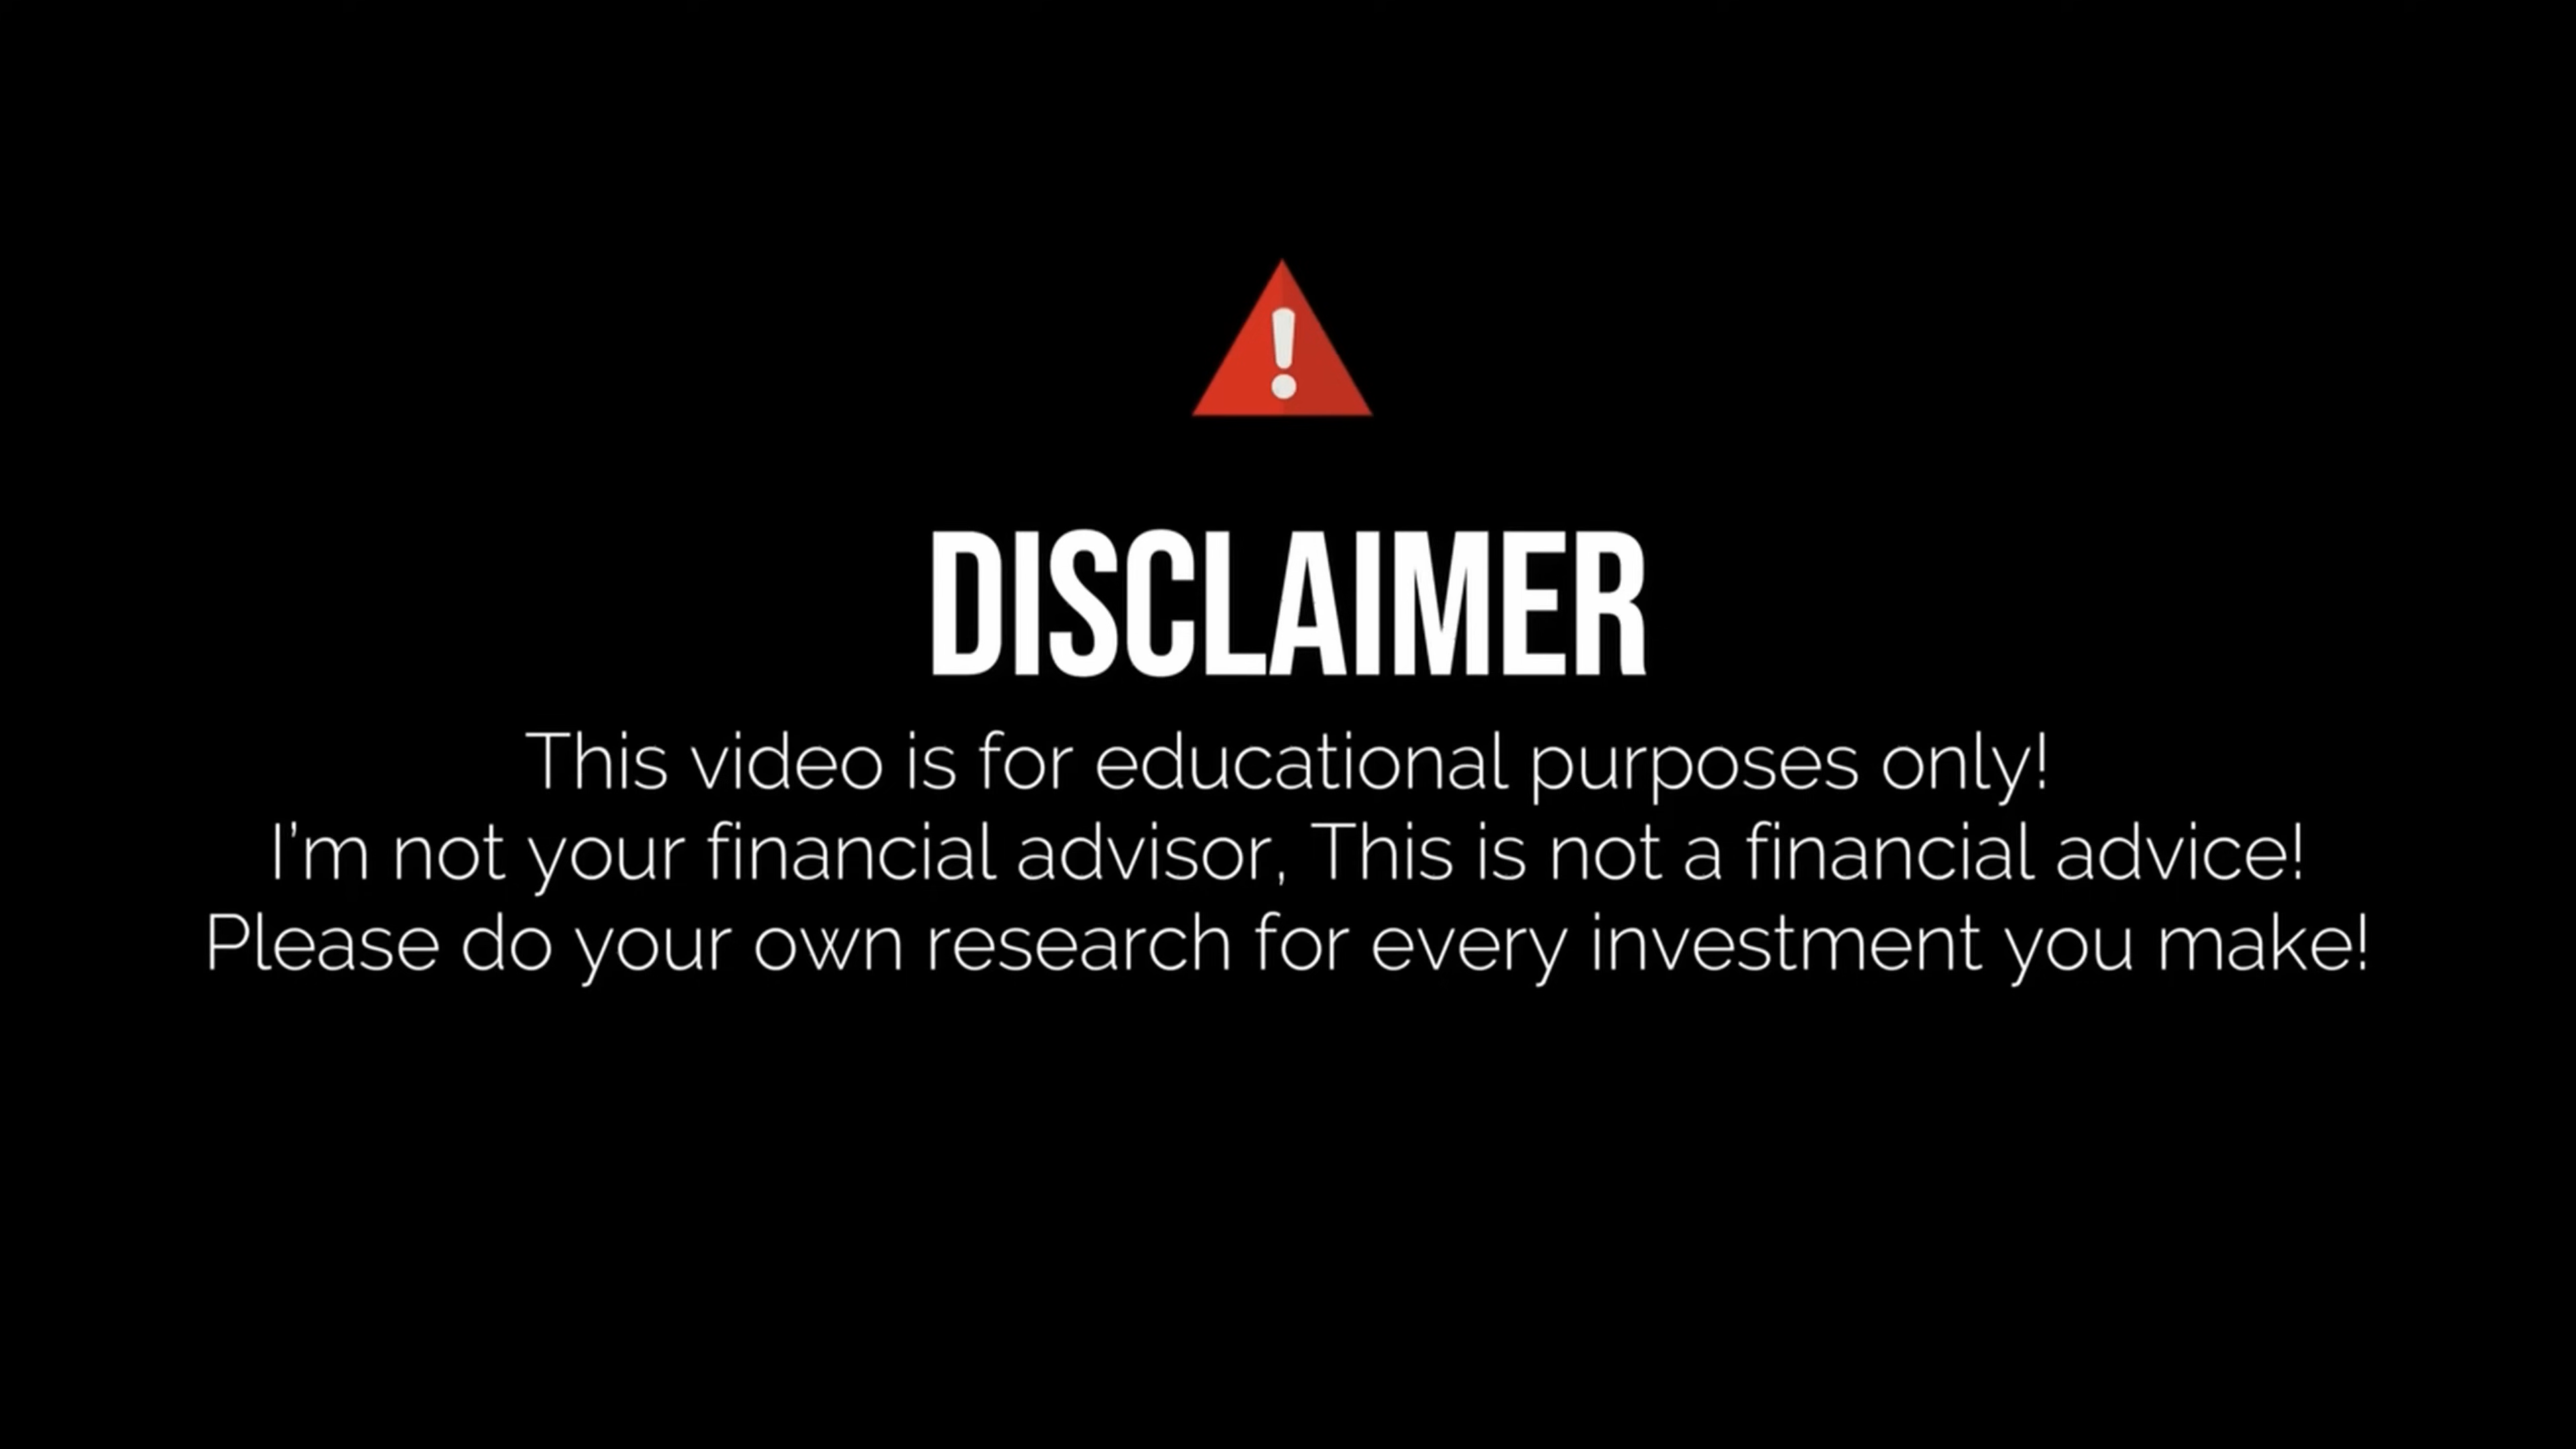 DISCLAIMER
This video is for educational purposes only!
I’m not your financial advisor, This is not a financial advice!
Please do your own research for every investment you make!